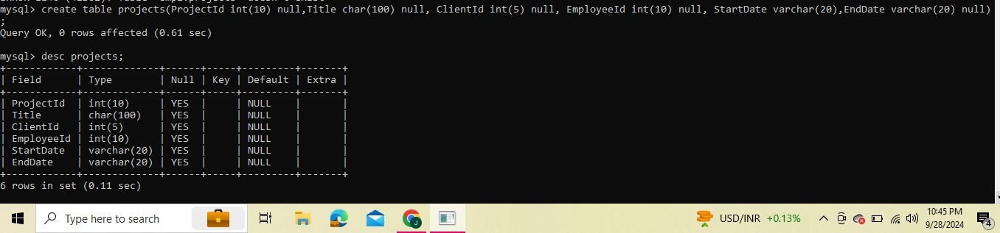 mysql> create table projects(ProjectId int(10) null,Title char(100) null, ClientId int(5) null, EmployeeId int(10) null, StartDate varchar(20),EndDate varchar(20) null)
;
Query OK, 0 rows affected (0.61 sec)
mysql> desc projects;
+------------+-------------+------+-----+---------+-------+
| Field      | Type        | Null | Key | Default | Extra |
+------------+-------------+------+-----+---------+-------+
| ProjectId  | int(10)     | YES  |     | NULL    |       |
| Title      | char(100)   | YES  |     | NULL    |       |
| ClientId   | int(5)      | YES  |     | NULL    |       |
| EmployeeId | int(10)     | YES  |     | NULL    |       |
| StartDate  | varchar(20) | YES  |     | NULL    |       |
| EndDate    | varchar(20) | YES  |     | NULL    |       |
+------------+-------------+------+-----+---------+-------+
6 rows in set (0.11 sec)
Type here to search
J
USD/INR +0.13%
10:45 PM
9/28/2024
4